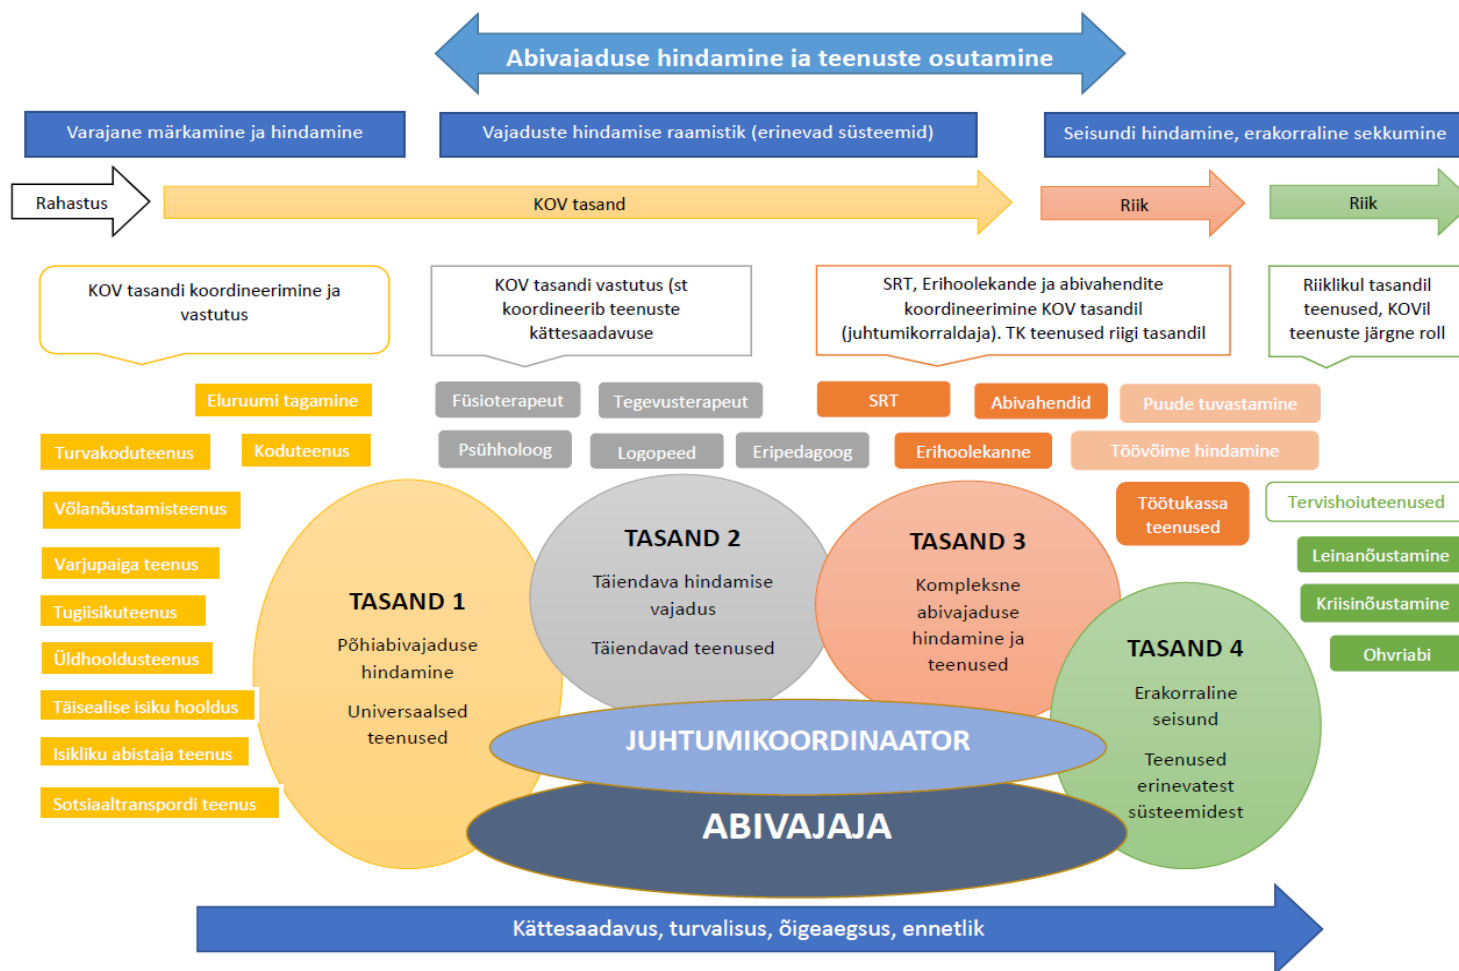 Abivajaduse hindamine ja teenuste osutamine
Varajane märkamine ja hindamine
Vajaduste hindamise raamistik (erinevad süsteemid)
Seisundi hindamine, erakorraline sekkumine
Rahastus
KOV tasand
Riik
Riik
KOV tasandi koordineerimine ja
vastutus
KOV tasandi vastutus (st
koordineerib teenuste
kättesaadavuse
SRT, Erihoolekande ja abivahendite
koordineerimine KOV tasandil
(juhtumikorraldaja). TK teenused riigi tasandil
Riiklikul tasandil
teenused, KOVil
teenuste järgne roll
Eluruumi tagamine
Turvakoduteenus
Koduteenus
Võlanõustamisteenus
Varjupaiga teenus
Tugiisikuteenus
Üldhooldusteenus
Täisealise isiku hooldus
Isikliku abistaja teenus
Sotsiaaltranspordi teenus
Füsioterapeut
Tegevusterapeut
Psühholoog
Logopeed
Eripedagoog
SRT
Abivahendid
Puude tuvastamine
Erihoolekanne
Töövõime hindamine
Töötukassa
teenused
Tervishoiuteenused
Leinanõustamine
Kriisinõustamine
Ohvriabi
TASAND 1
Põhiabivajaduse
hindamine
Universaalsed
teenused
TASAND 2
Täiendava hindamise
vajadus
Täiendavad teenused
TASAND 3
Kompleksne
abivajaduse
hindamine ja
teenused
TASAND 4
Erakorraline
seisund
Teenused
erinevatest
süsteemidest
JUHTUMIKOORDINAATOR
ABIVAJAJA
Kättesaadavus, turvalisus, õigeaegsus, ennetlik